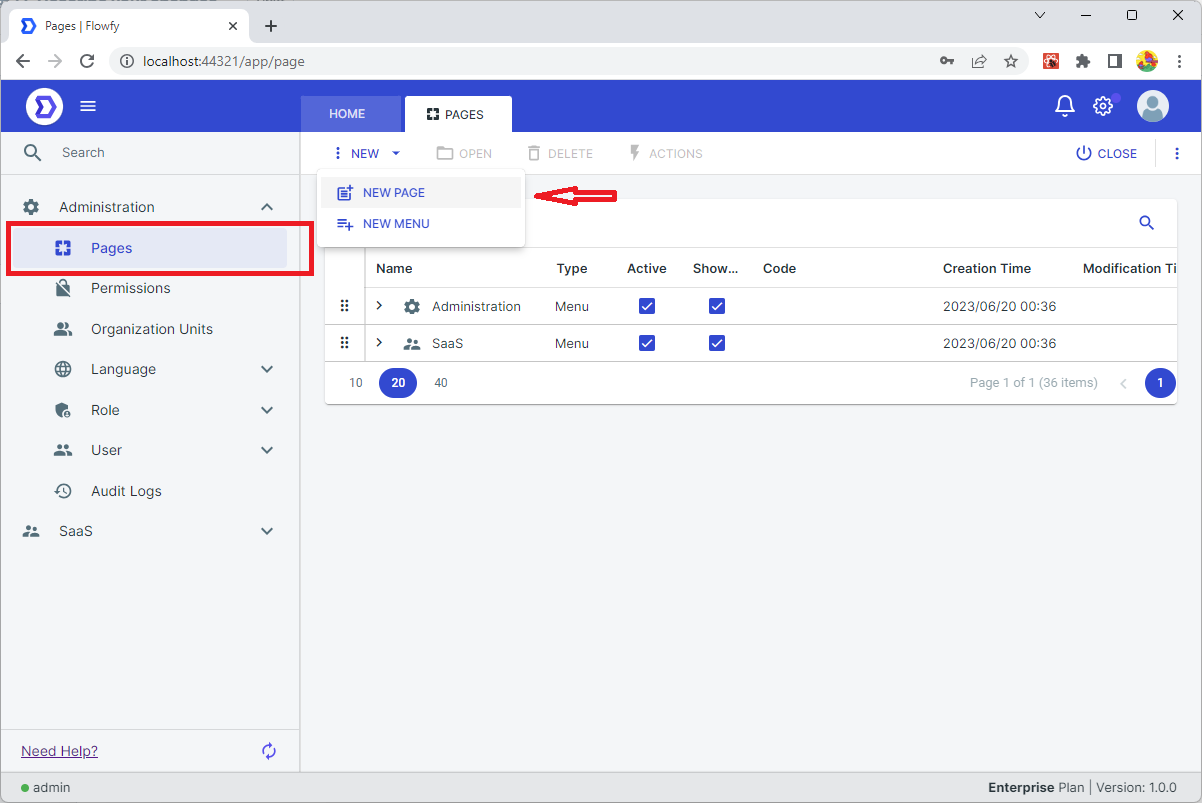 Pages | Flowfy
localhost:44321/app/page
HOME
PAGES
Search
NEW
OPEN
DELETE
ACTIONS
CLOSE
NEW PAGE
NEW MENU
Administration
Pages
Permissions
Organization Units
Language
Role
User
Audit Logs
SaaS
Name Type Active Show... Code Creation Time Modification Ti
Administration Menu 2023/06/20 00:36
SaaS Menu 2023/06/20 00:36
10 20 40 Page 1 of 1 (36 items) 1
Need Help?
admin
Enterprise Plan | Version: 1.0.0